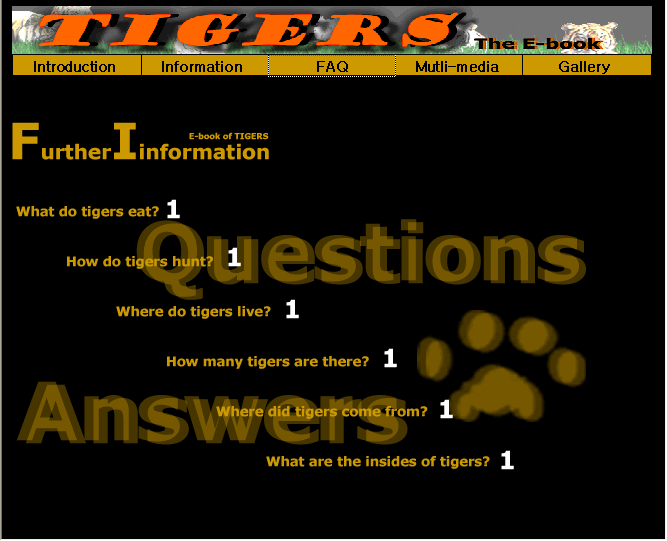 TIGERS
The E-book
Introduction Information FAQ Mutli-media Gallery
E-book of TIGERS
Further Iinformation
What do tigers eat? 1
Questions
How do tigers hunt? 1
Where do tigers live? 1
How many tigers are there? 1
Answers
Where did tigers come from? 1
What are the insides of tigers? 1